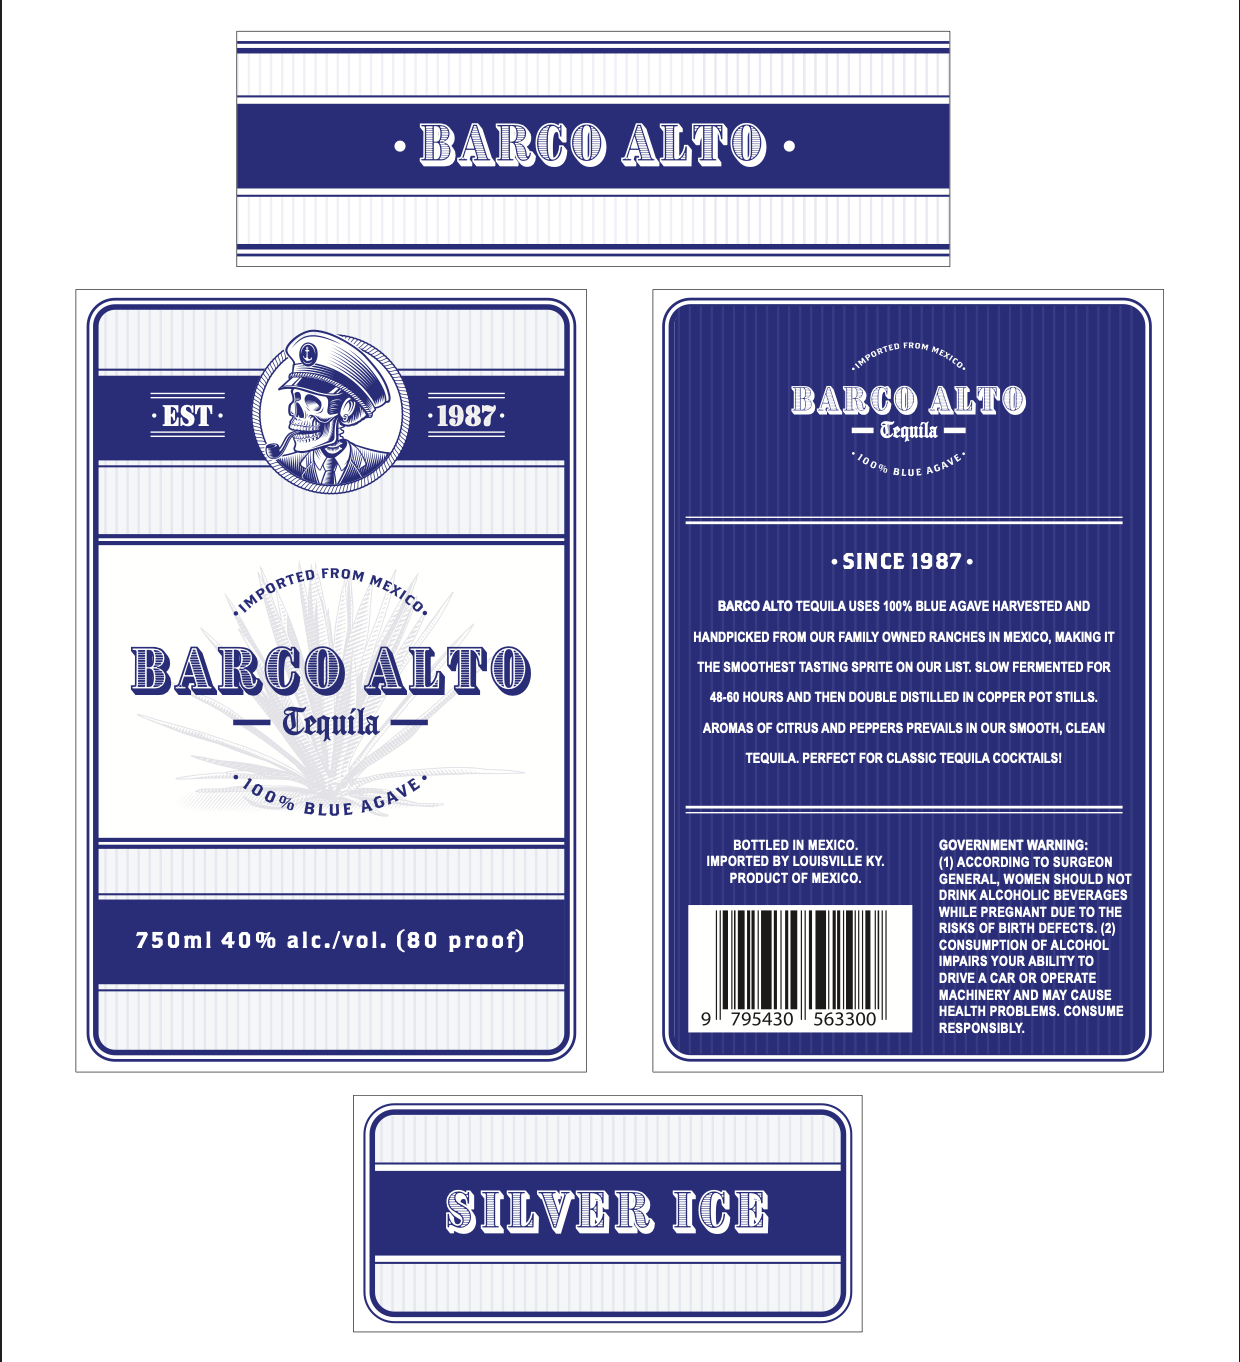 • BARCO ALTO •
• EST •
• 1987 •
• IMPORTED FROM MEXICO •
BARCO ALTO
Tequila
• 100% BLUE AGAVE •
750ml 40% alc./vol. (80 proof)
• IMPORTED FROM MEXICO •
BARCO ALTO
Tequila
• 100% BLUE AGAVE •
• SINCE 1987 •
BARCO ALTO TEQUILA USES 100% BLUE AGAVE HARVESTED AND
HANDPICKED FROM OUR FAMILY OWNED RANCHES IN MEXICO, MAKING IT
THE SMOOTHEST TASTING SPRITE ON OUR LIST. SLOW FERMENTED FOR
48-60 HOURS AND THEN DOUBLE DISTILLED IN COPPER POT STILLS.
AROMAS OF CITRUS AND PEPPERS PREVAILS IN OUR SMOOTH, CLEAN
TEQUILA. PERFECT FOR CLASSIC TEQUILA COCKTAILS!
BOTTLED IN MEXICO.
IMPORTED BY LOUISVILLE KY.
PRODUCT OF MEXICO.
9 795430 563300
GOVERNMENT WARNING:
(1) ACCORDING TO SURGEON
GENERAL, WOMEN SHOULD NOT
DRINK ALCOHOLIC BEVERAGES
WHILE PREGNANT DUE TO THE
RISKS OF BIRTH DEFECTS. (2)
CONSUMPTION OF ALCOHOL
IMPAIRS YOUR ABILITY TO
DRIVE A CAR OR OPERATE
MACHINERY AND MAY CAUSE
HEALTH PROBLEMS. CONSUME
RESPONSIBLY.
SILVER ICE